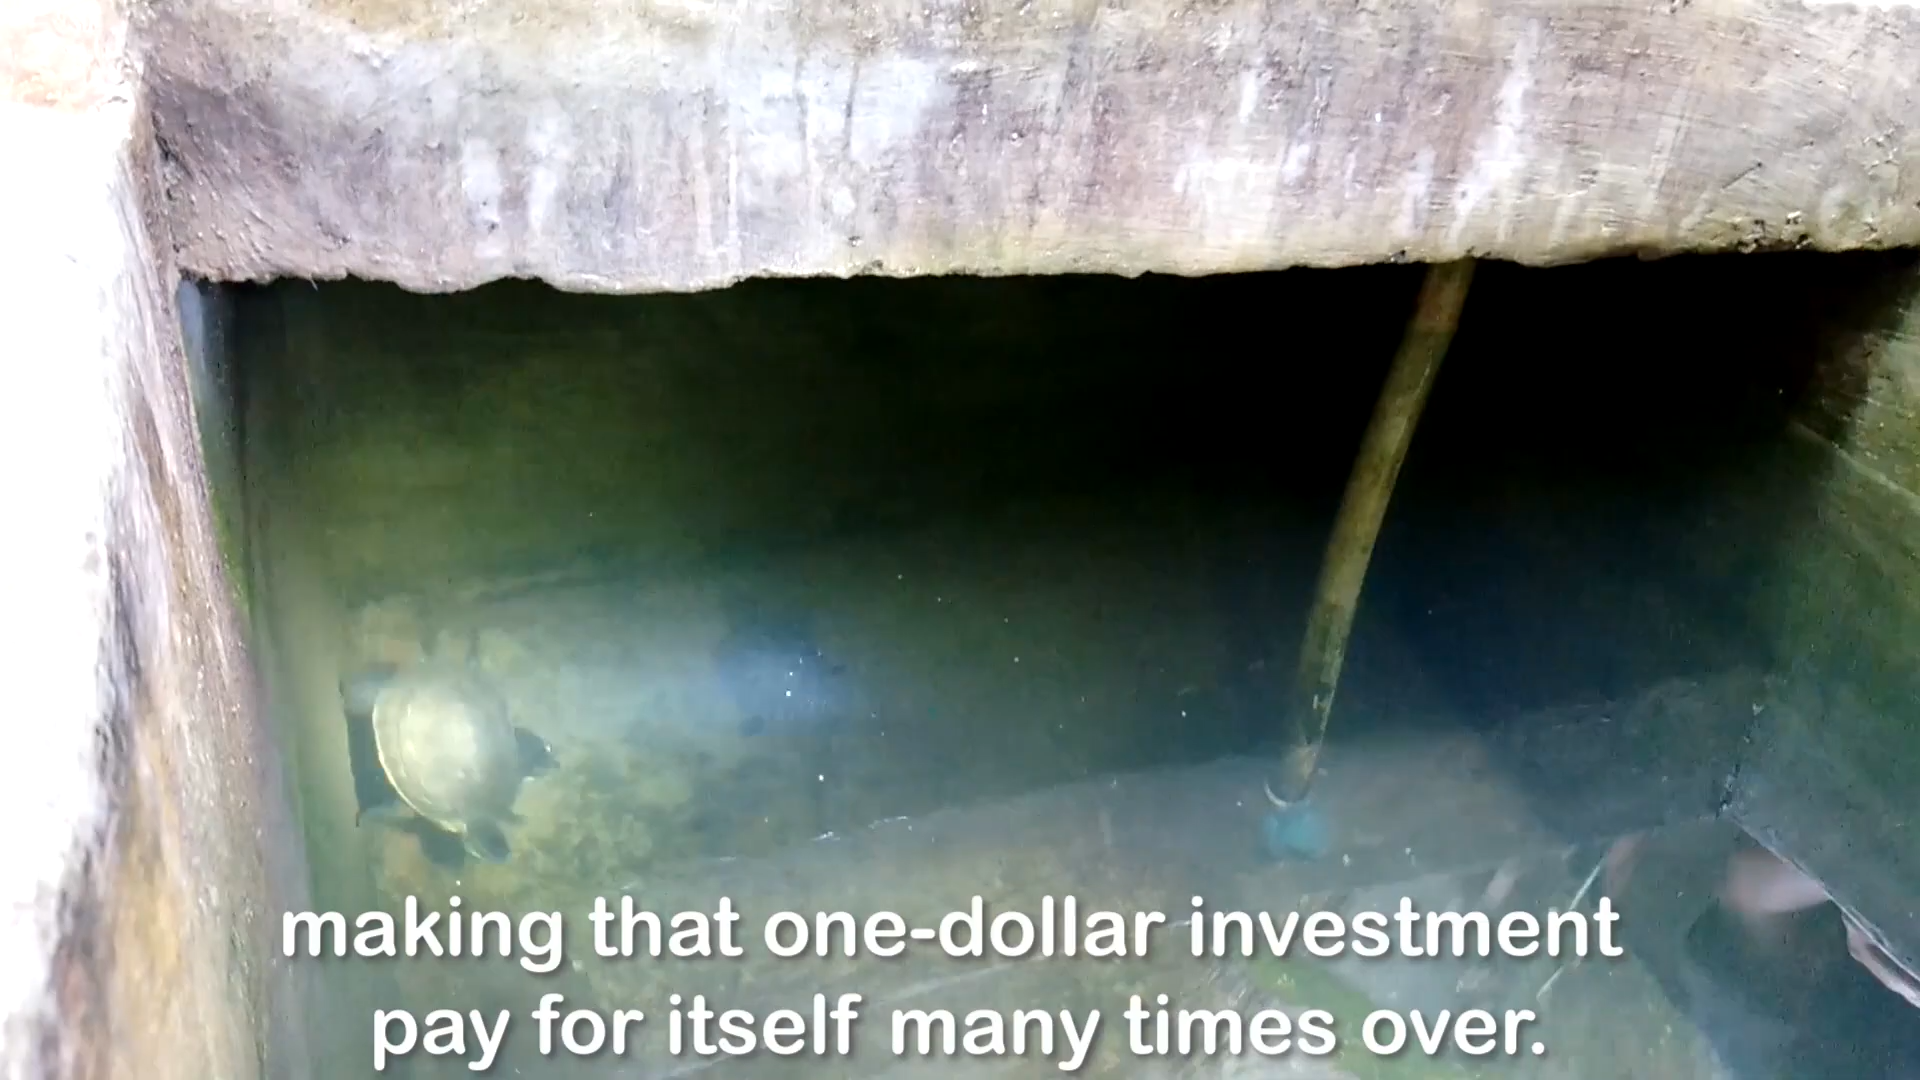 making that one-dollar investment
pay for itself many times over.